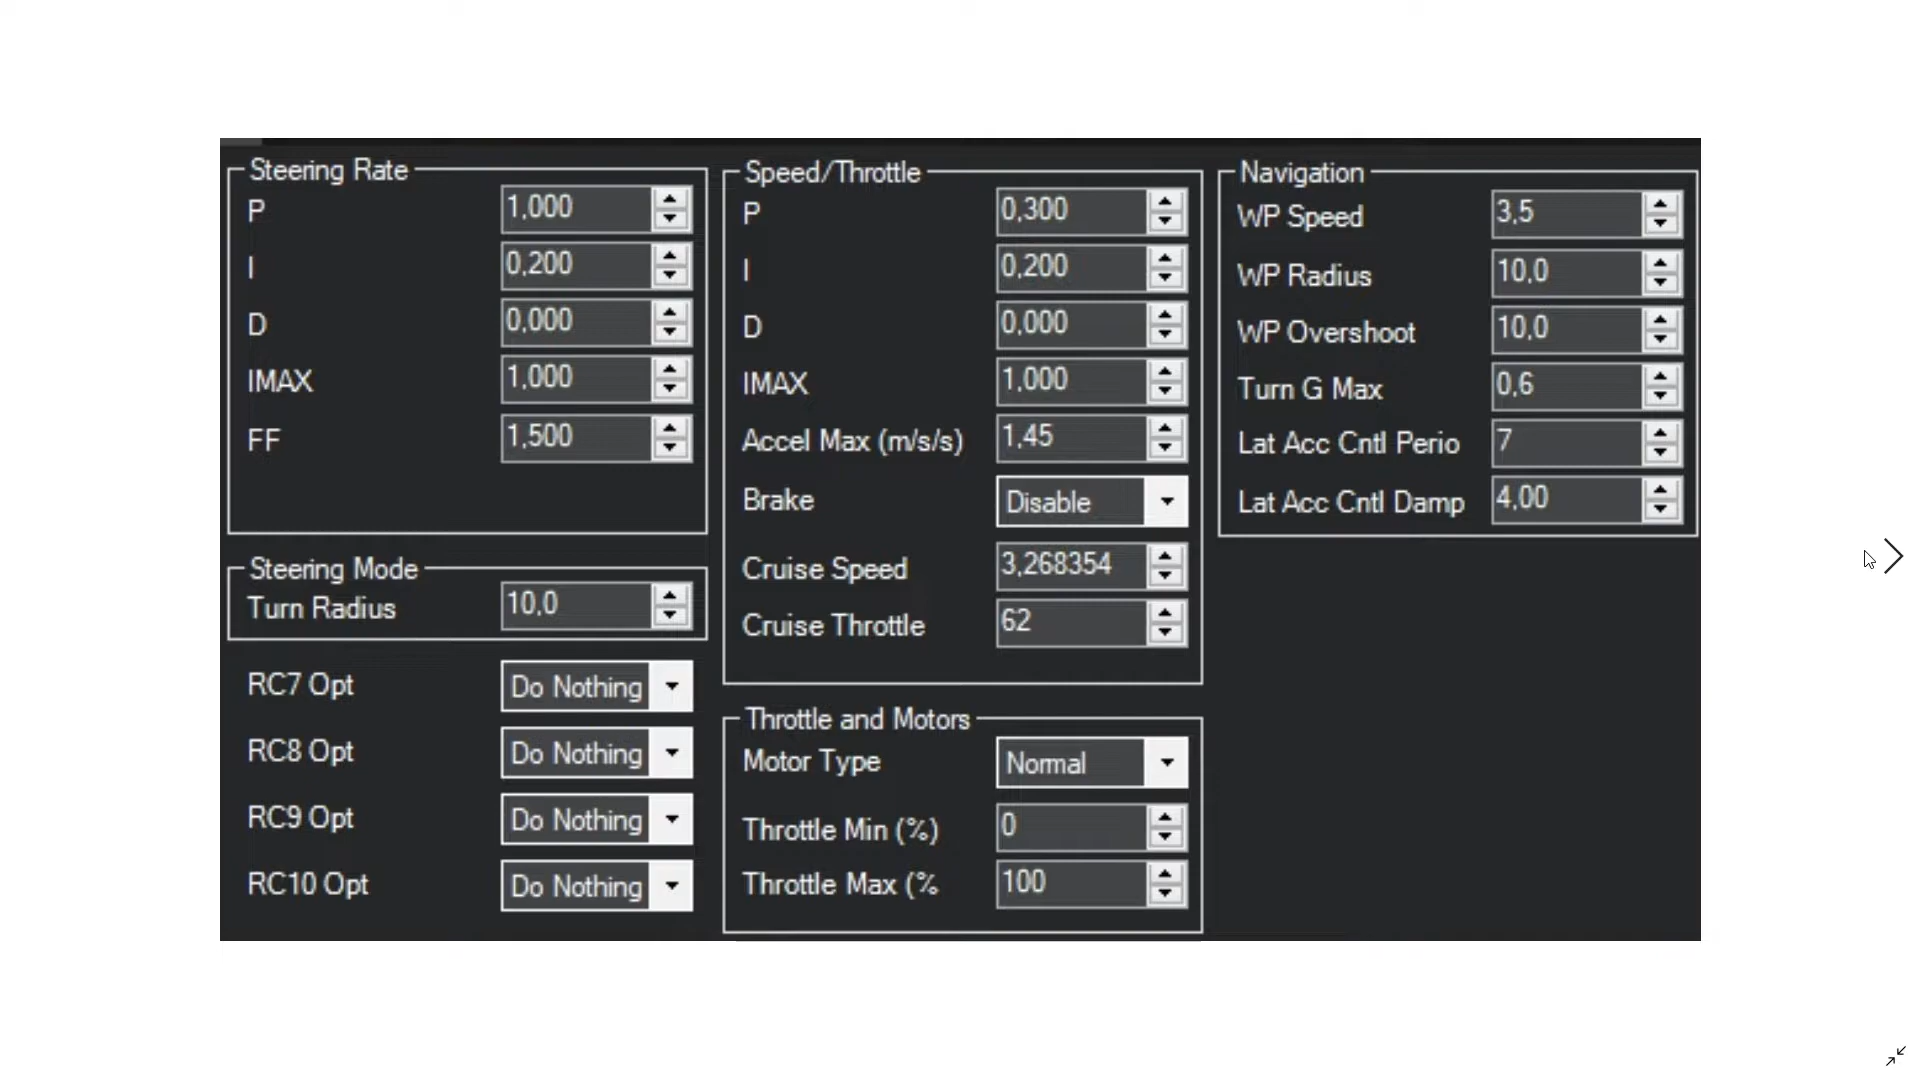 Steering Rate
P 1,000
I 0,200
D 0,000
IMAX 1,000
FF 1,500
Steering Mode
Turn Radius 10,0
RC7 Opt Do Nothing
RC8 Opt Do Nothing
RC9 Opt Do Nothing
RC10 Opt Do Nothing
Speed/Throttle
P 0,300
I 0,200
D 0,000
IMAX 1,000
Accel Max (m/s/s) 1,45
Brake Disable
Cruise Speed 3,268354
Cruise Throttle 62
Throttle and Motors
Motor Type Normal
Throttle Min (%) 0
Throttle Max (% 100
Navigation
WP Speed 3,5
WP Radius 10,0
WP Overshoot 10,0
Turn G Max 0,6
Lat Acc Cntl Perio 7
Lat Acc Cntl Damp 4,00